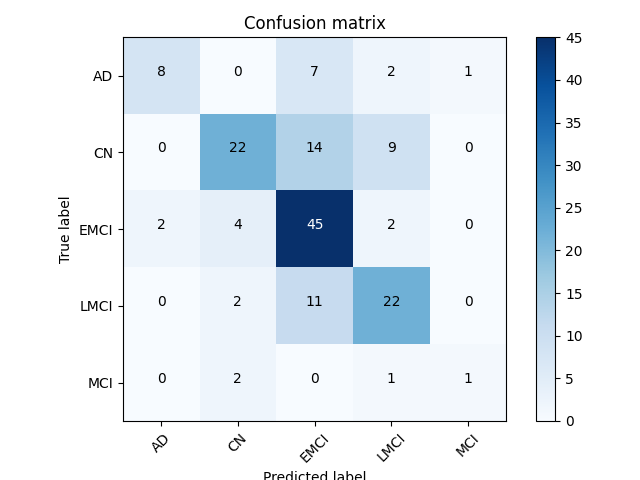 Confusion matrix
AD 8 0 7 2 1
CN 0 22 14 9 0
EMCI 2 4 45 2 0
LMCI 0 2 11 22 0
MCI 0 2 0 1 1
AD CN EMCI LMCI MCI
True label
Predicted label
45
40
35
30
25
20
15
10
5
0